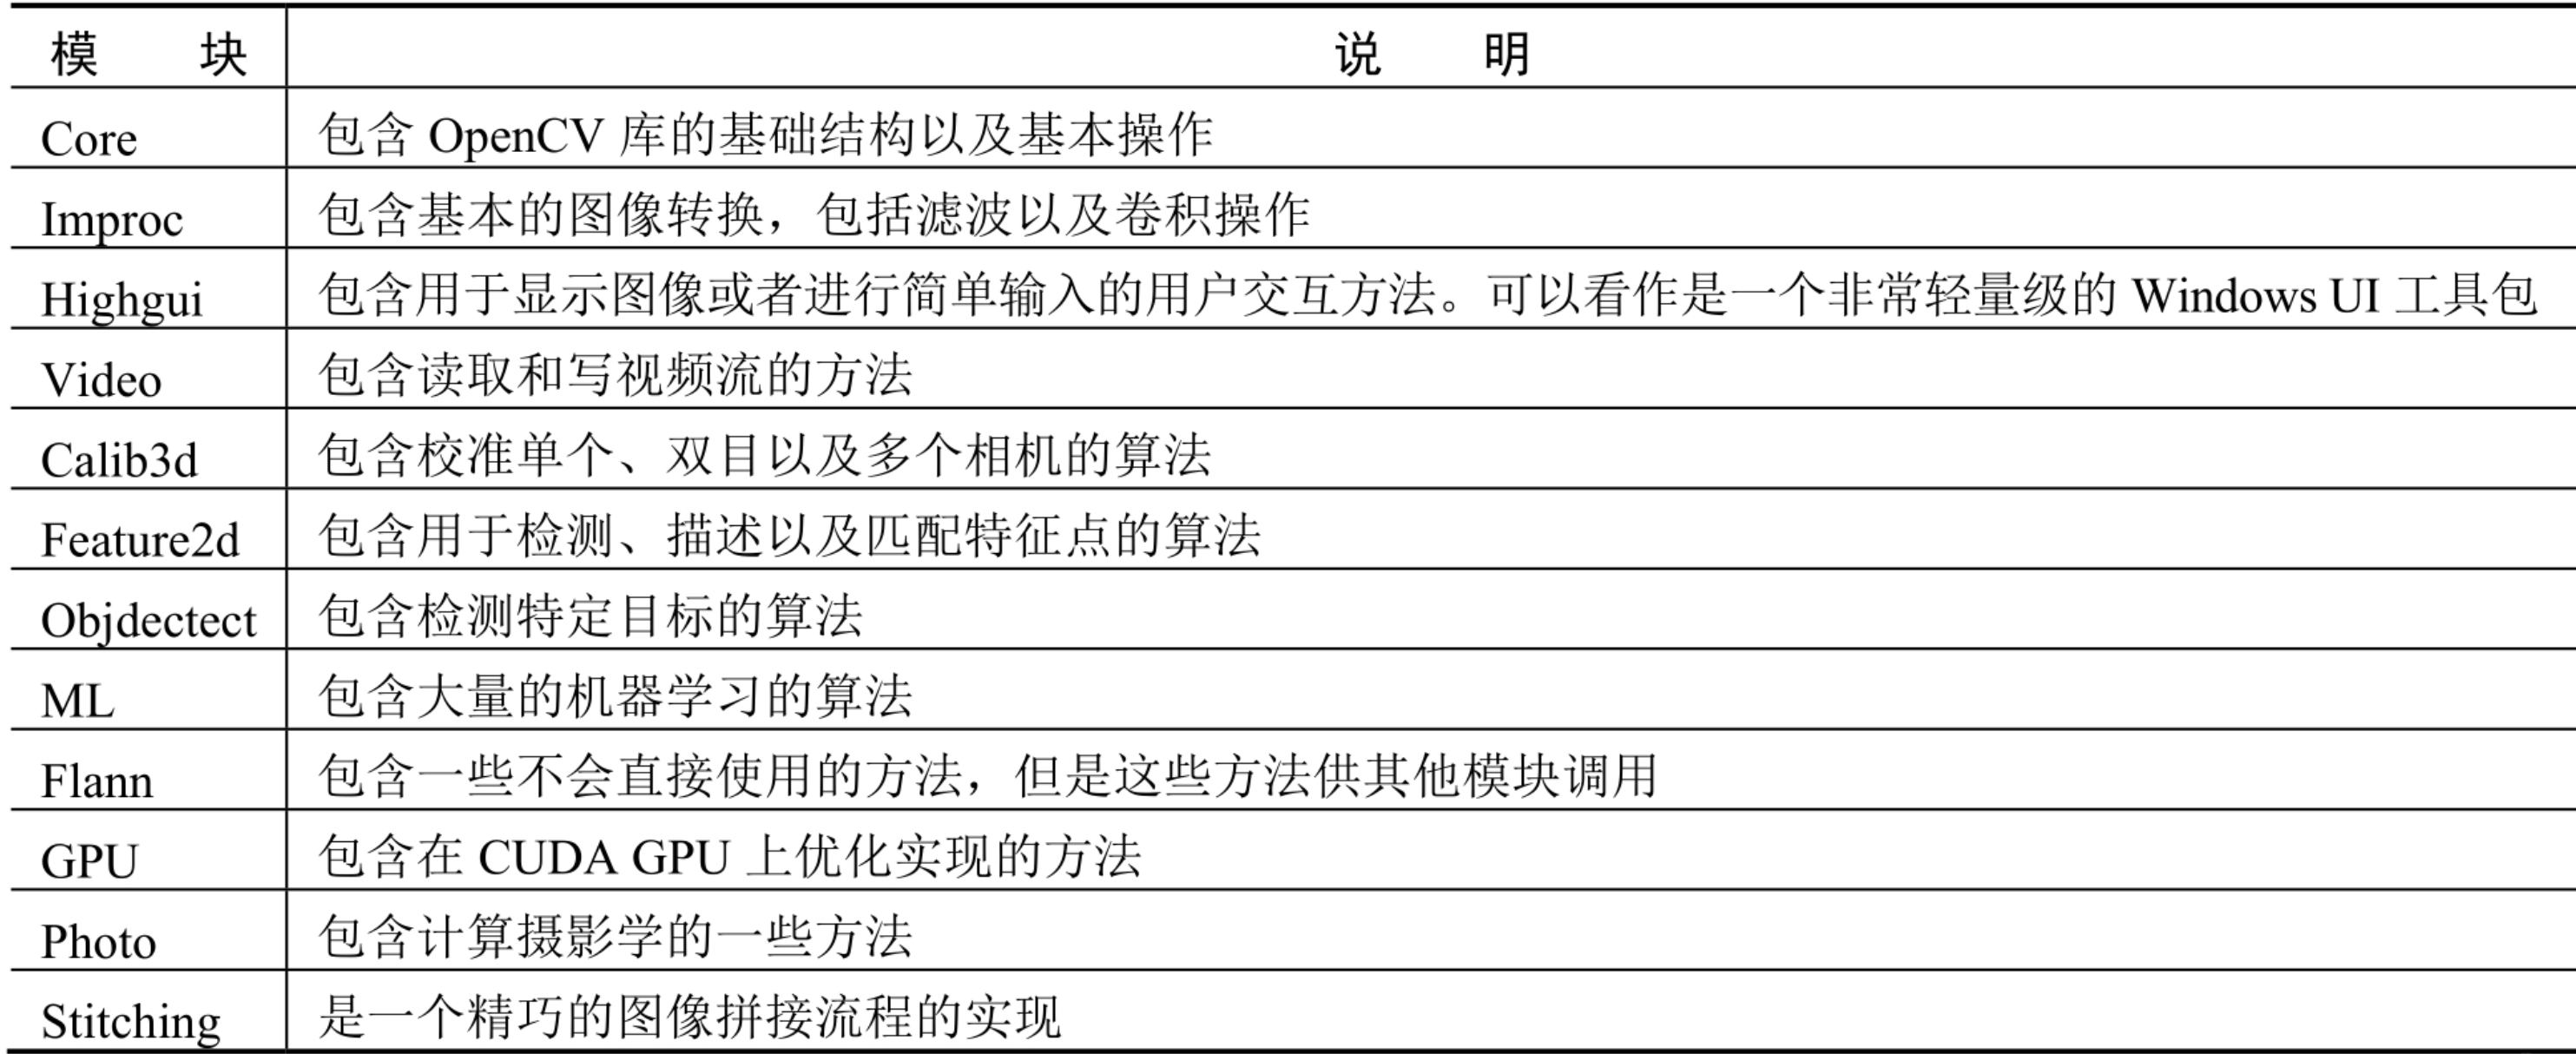 模 块 说 明
Core 包含 OpenCV 库的基础结构以及基本操作
Improc 包含基本的图像转换，包括滤波以及卷积操作
Highgui 包含用于显示图像或者进行简单输入的用户交互方法。可以看作是一个非常轻量级的 Windows UI 工具包
Video 包含读取和写视频流的方法
Calib3d 包含校准单个、双目以及多个相机的算法
Feature2d 包含用于检测、描述以及匹配特征点的算法
Objdectect 包含检测特定目标的算法
ML 包含大量的机器学习的算法
Flann 包含一些不会直接使用的方法，但是这些方法供其他模块调用
GPU 包含在 CUDA GPU 上优化实现的方法
Photo 包含计算摄影学的一些方法
Stitching 是一个精巧的图像拼接流程的实现